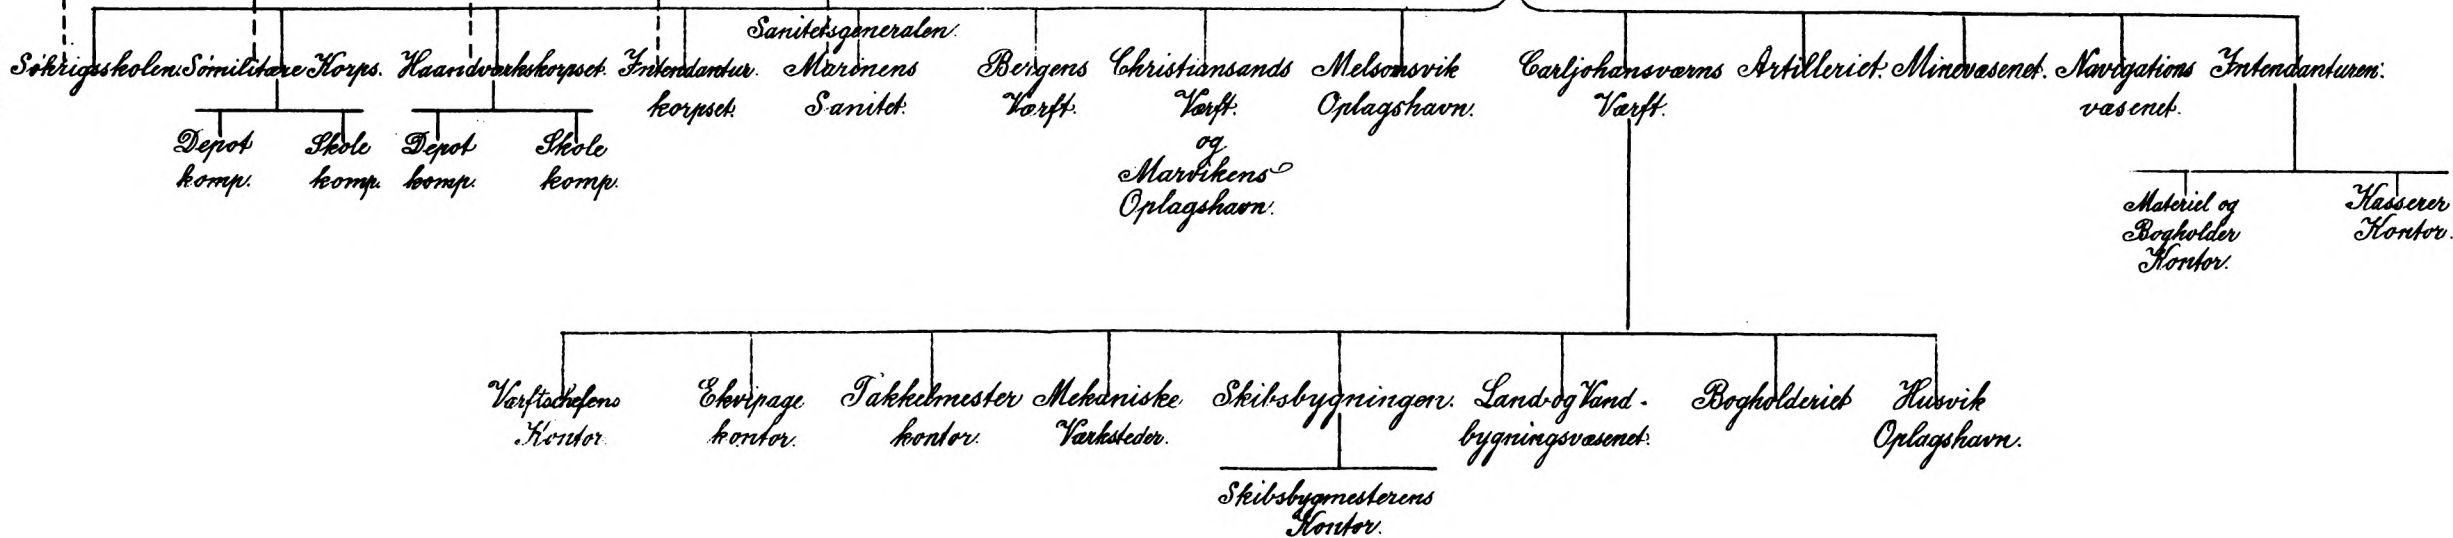 Sanitetsgeneralen.
Søkrigsskolen. Sømilitære Korps. Haandverkskorpset. Intendantur. Marinens Bergens Christiansands Melsomsvik Carljohansværns Artilleriet. Minevæsenet. Navigations Intendanturen.
korpset. Sanitet. Værft. Værft. Oplagshavn. Værft. væsenet.
og
Depot Skole Depot Skole
komp. komp. komp. komp.
Marvikens
Oplagshavn.
Materiel og Kasserer
Bogholder Kontor.
Kontor.
Værftschefens Ekvipage Takkelmester Mekaniske Skibsbygningen. Land og Vand- Bogholderiet Husvik
Kontor kontor. kontor. Værksteder. bygningsvæsenet. Oplagshavn.
Skibsbygmesterens
Kontor.